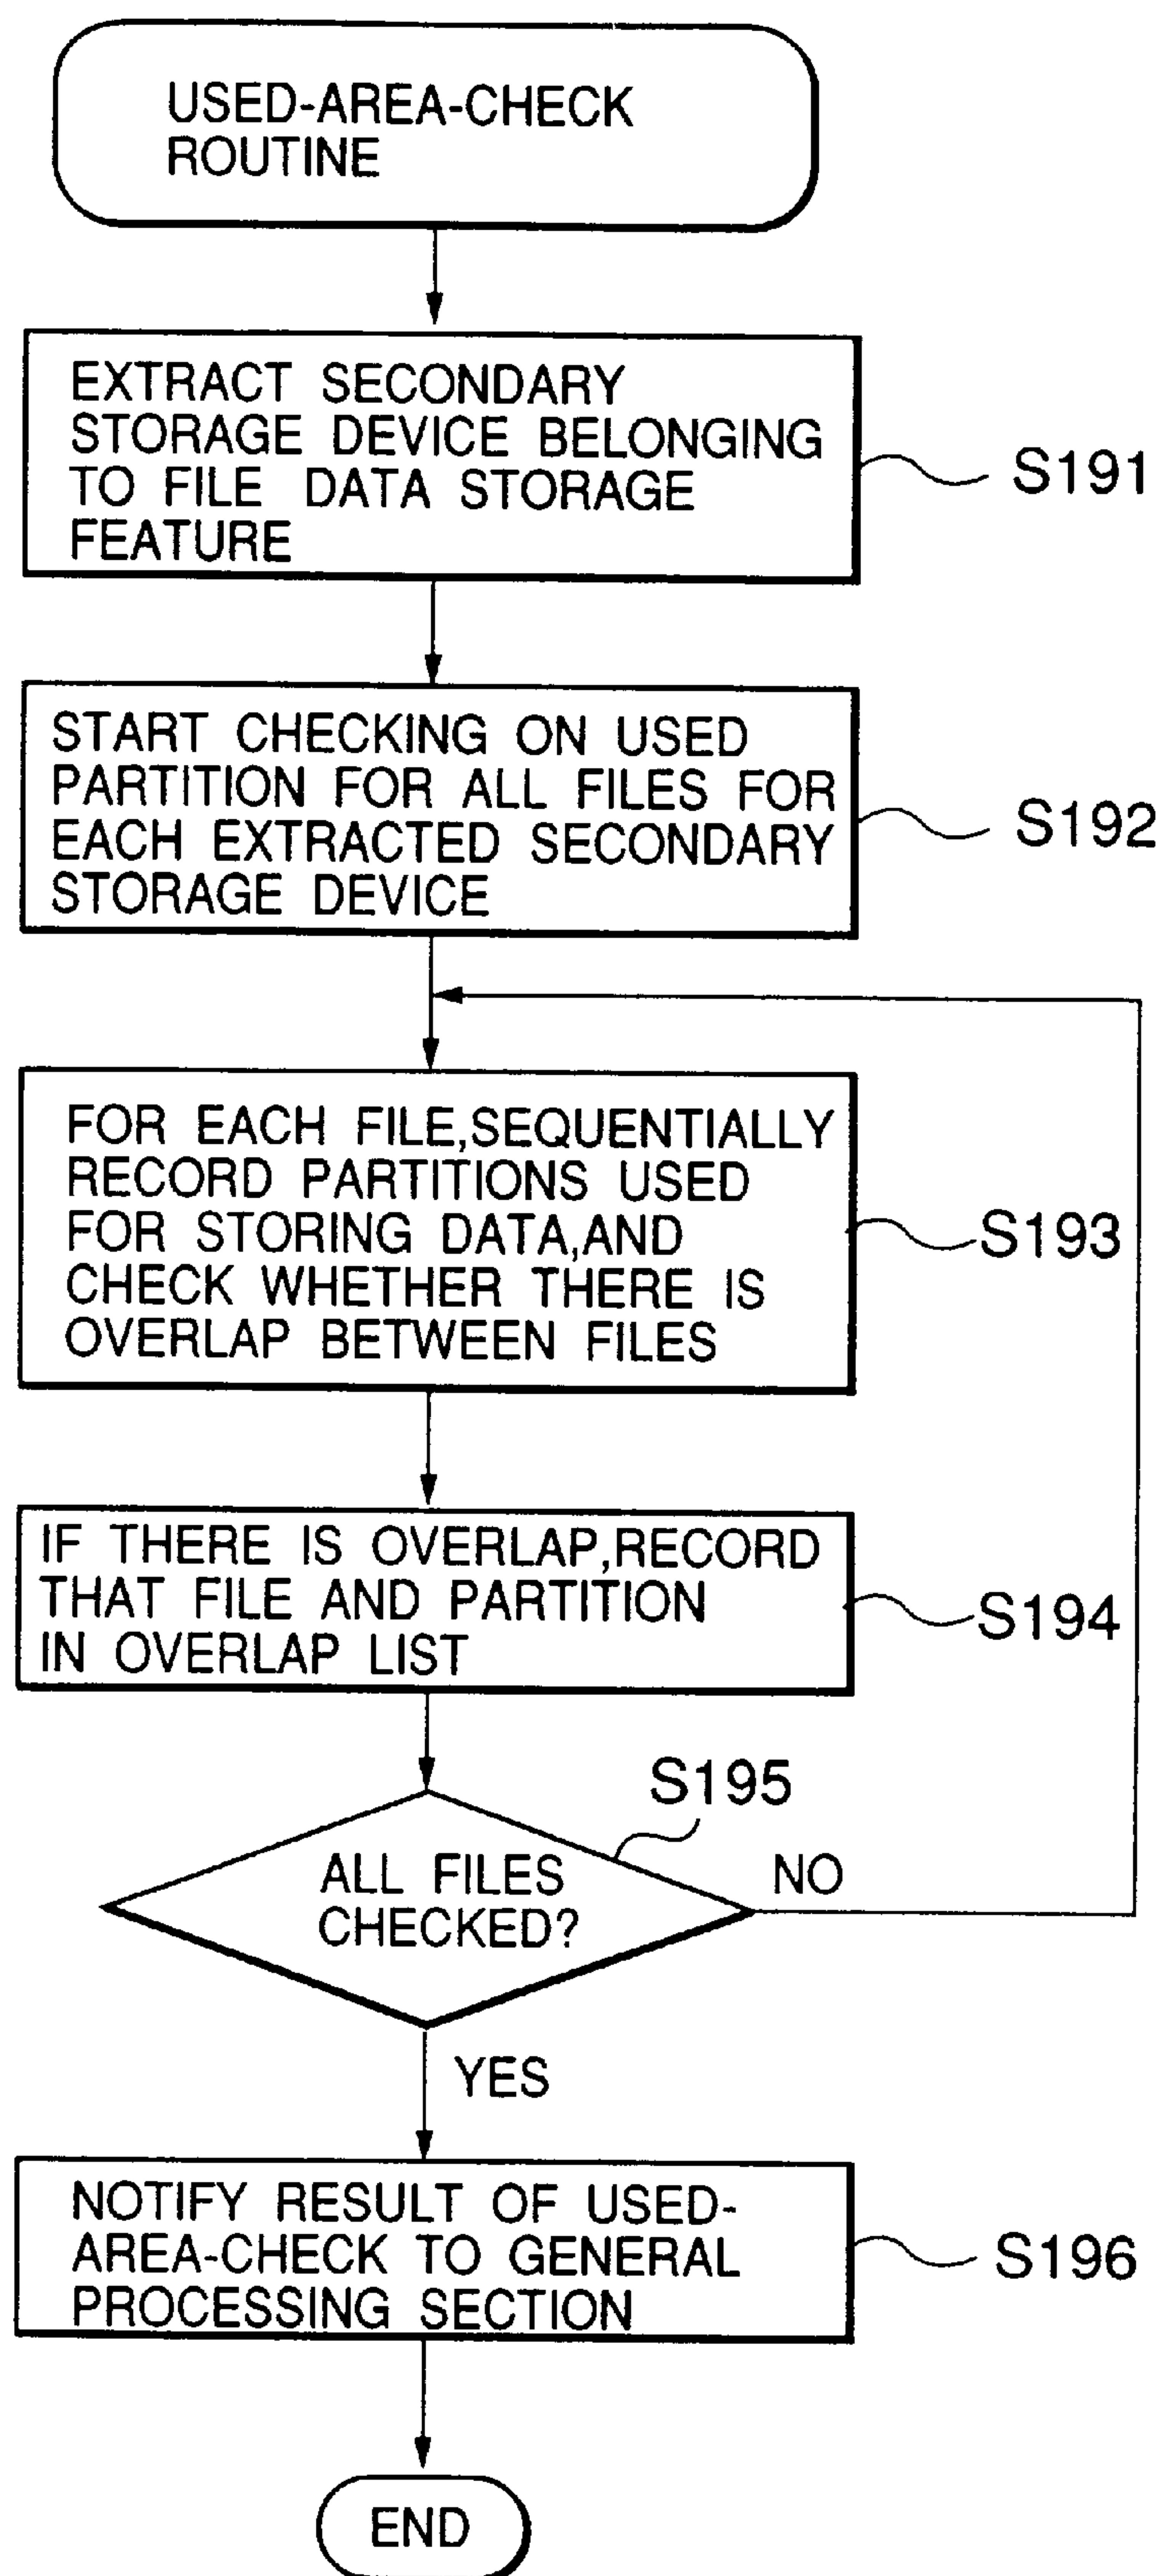 USED-AREA-CHECK
ROUTINE
EXTRACT SECONDARY
STORAGE DEVICE BELONGING
TO FILE DATA STORAGE
FEATURE
S191
START CHECKING ON USED
PARTITION FOR ALL FILES FOR
EACH EXTRACTED SECONDARY
STORAGE DEVICE
S192
FOR EACH FILE,SEQUENTIALLY
RECORD PARTITIONS USED
FOR STORING DATA,AND
CHECK WHETHER THERE IS
OVERLAP BETWEEN FILES
S193
IF THERE IS OVERLAP,RECORD
THAT FILE AND PARTITION
IN OVERLAP LIST
S194
S195
ALL FILES
CHECKED?
NO
YES
NOTIFY RESULT OF USED-
AREA-CHECK TO GENERAL
PROCESSING SECTION
S196
END